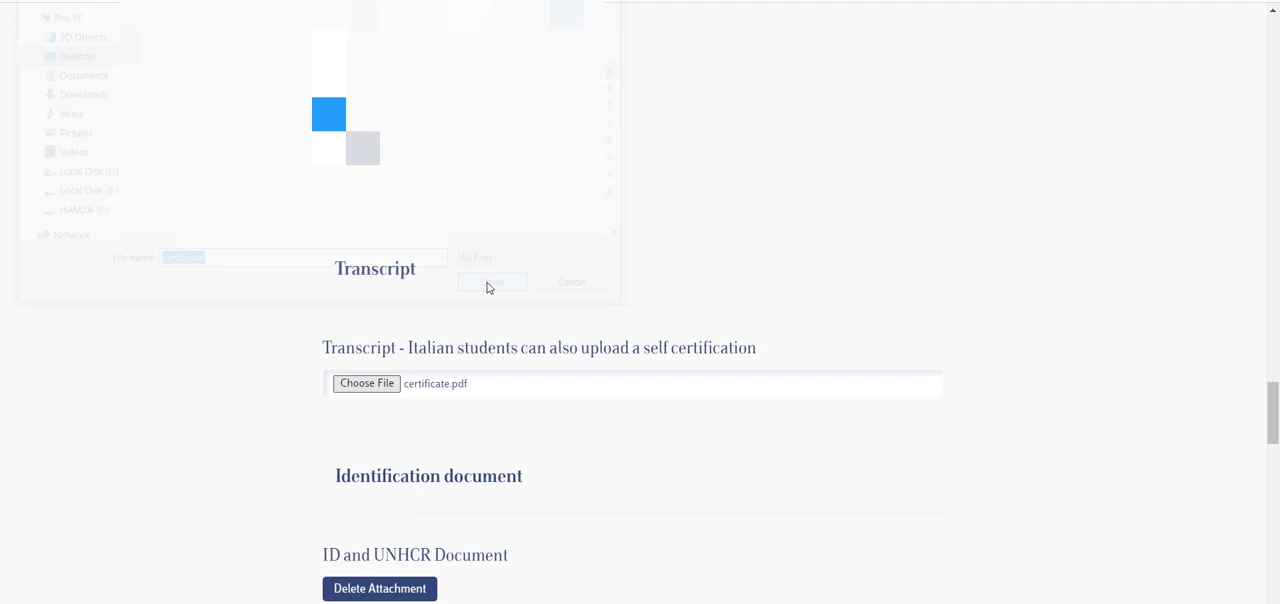 This PC
3D Objects
Desktop
Documents
Downloads
Music
Pictures
Videos
Local Disk (C:)
Local Disk (E:)
HAMZA (F:)
Network
File name: certificate
All Files
Open
Cancel
Transcript
Transcript - Italian students can also upload a self certification
Choose File certificate.pdf
Identification document
ID and UNHCR Document
Delete Attachment